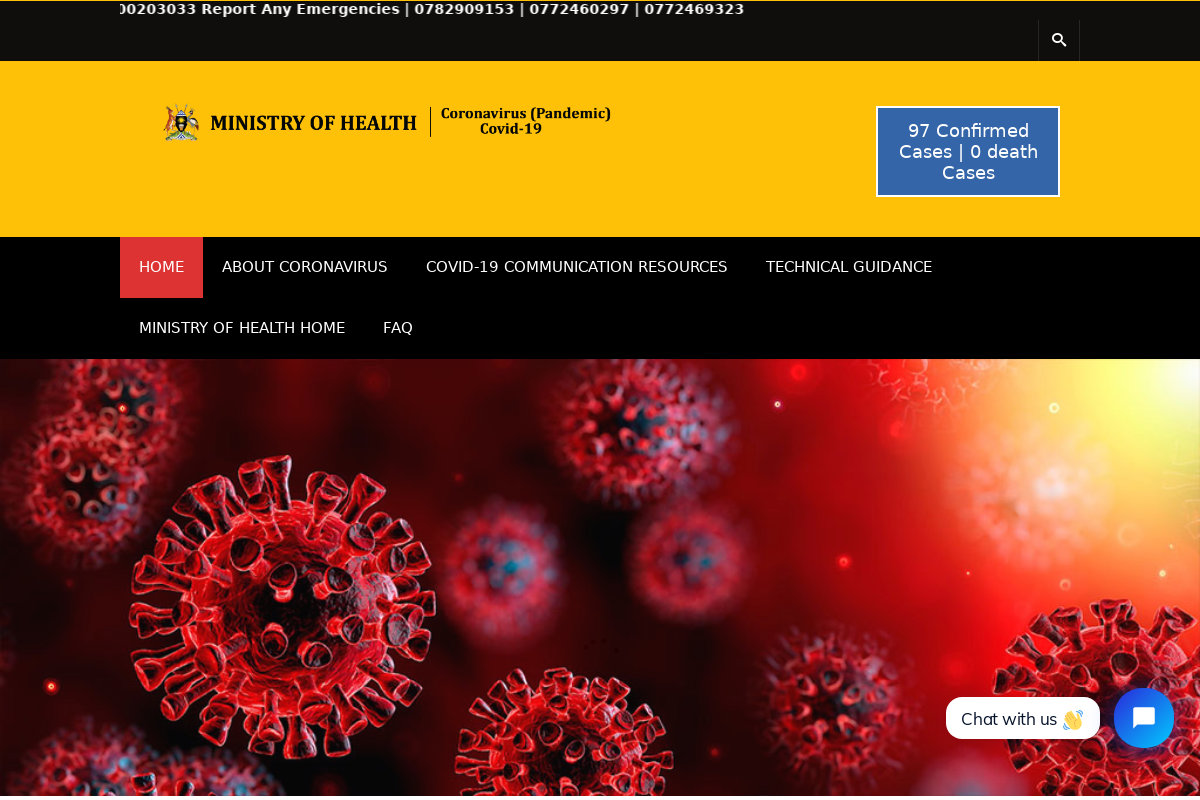 00203033 Report Any Emergencies | 0782909153 | 0772460297 | 0772469323
MINISTRY OF HEALTH
Coronavirus (Pandemic)
Covid-19
97 Confirmed
Cases | 0 death
Cases
HOME ABOUT CORONAVIRUS COVID-19 COMMUNICATION RESOURCES TECHNICAL GUIDANCE
MINISTRY OF HEALTH HOME FAQ
Chat with us 👋